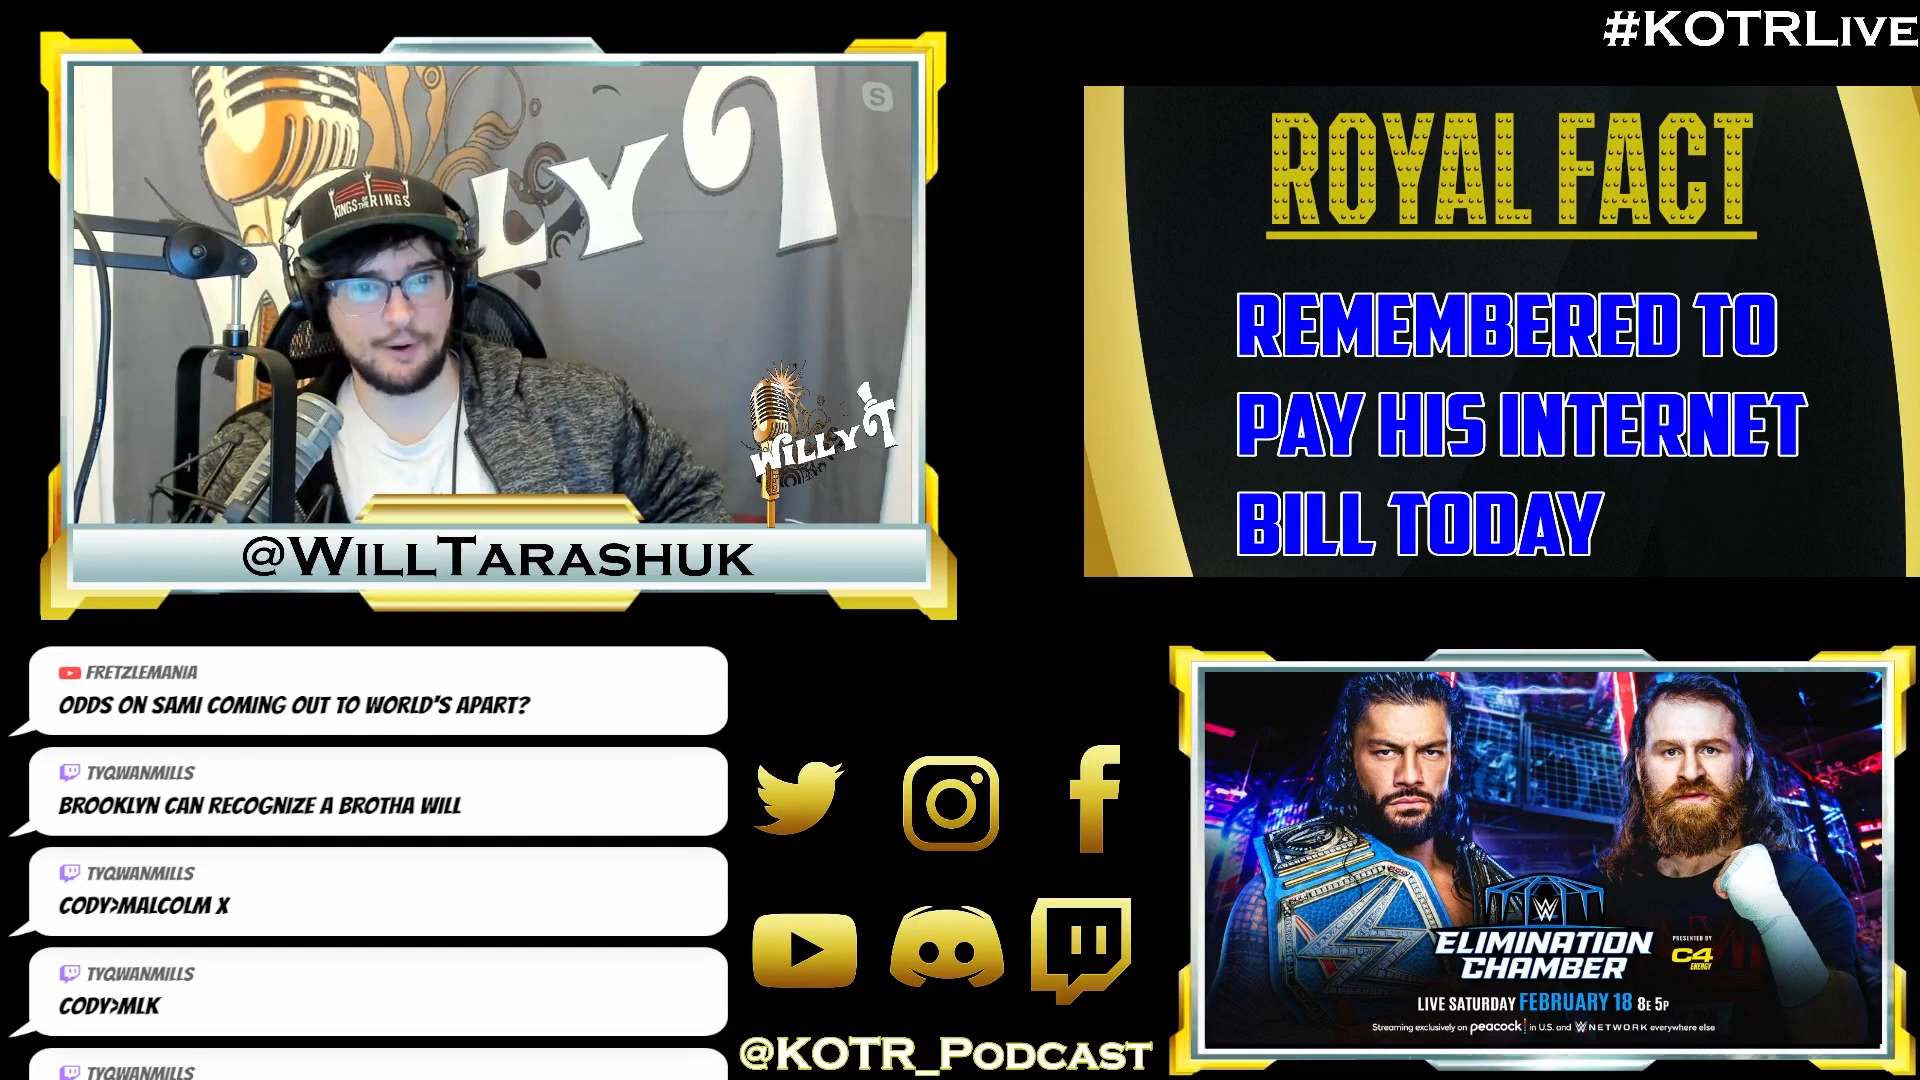 #KOTRLive
KINGS OF THE RINGS
LY T
WILLY T
@WillTarashuk
ROYAL FACT
REMEMBERED TO
PAY HIS INTERNET
BILL TODAY
FRETZLEMANIA
ODDS ON SAMI COMING OUT TO WORLD'S APART?
TYQWANMILLS
BROOKLYN CAN RECOGNIZE A BROTHA WILL
TYQWANMILLS
CODY>MALCOLM X
TYQWANMILLS
CODY>MLK
TYQWANMILLS
@KOTR_Podcast
W
ELIMINATION
CHAMBER
PRESENTED BY
C4
ENERGY
LIVE SATURDAY FEBRUARY 18 8E 5P
Streaming exclusively on peacock in U.S. and W NETWORK everywhere else